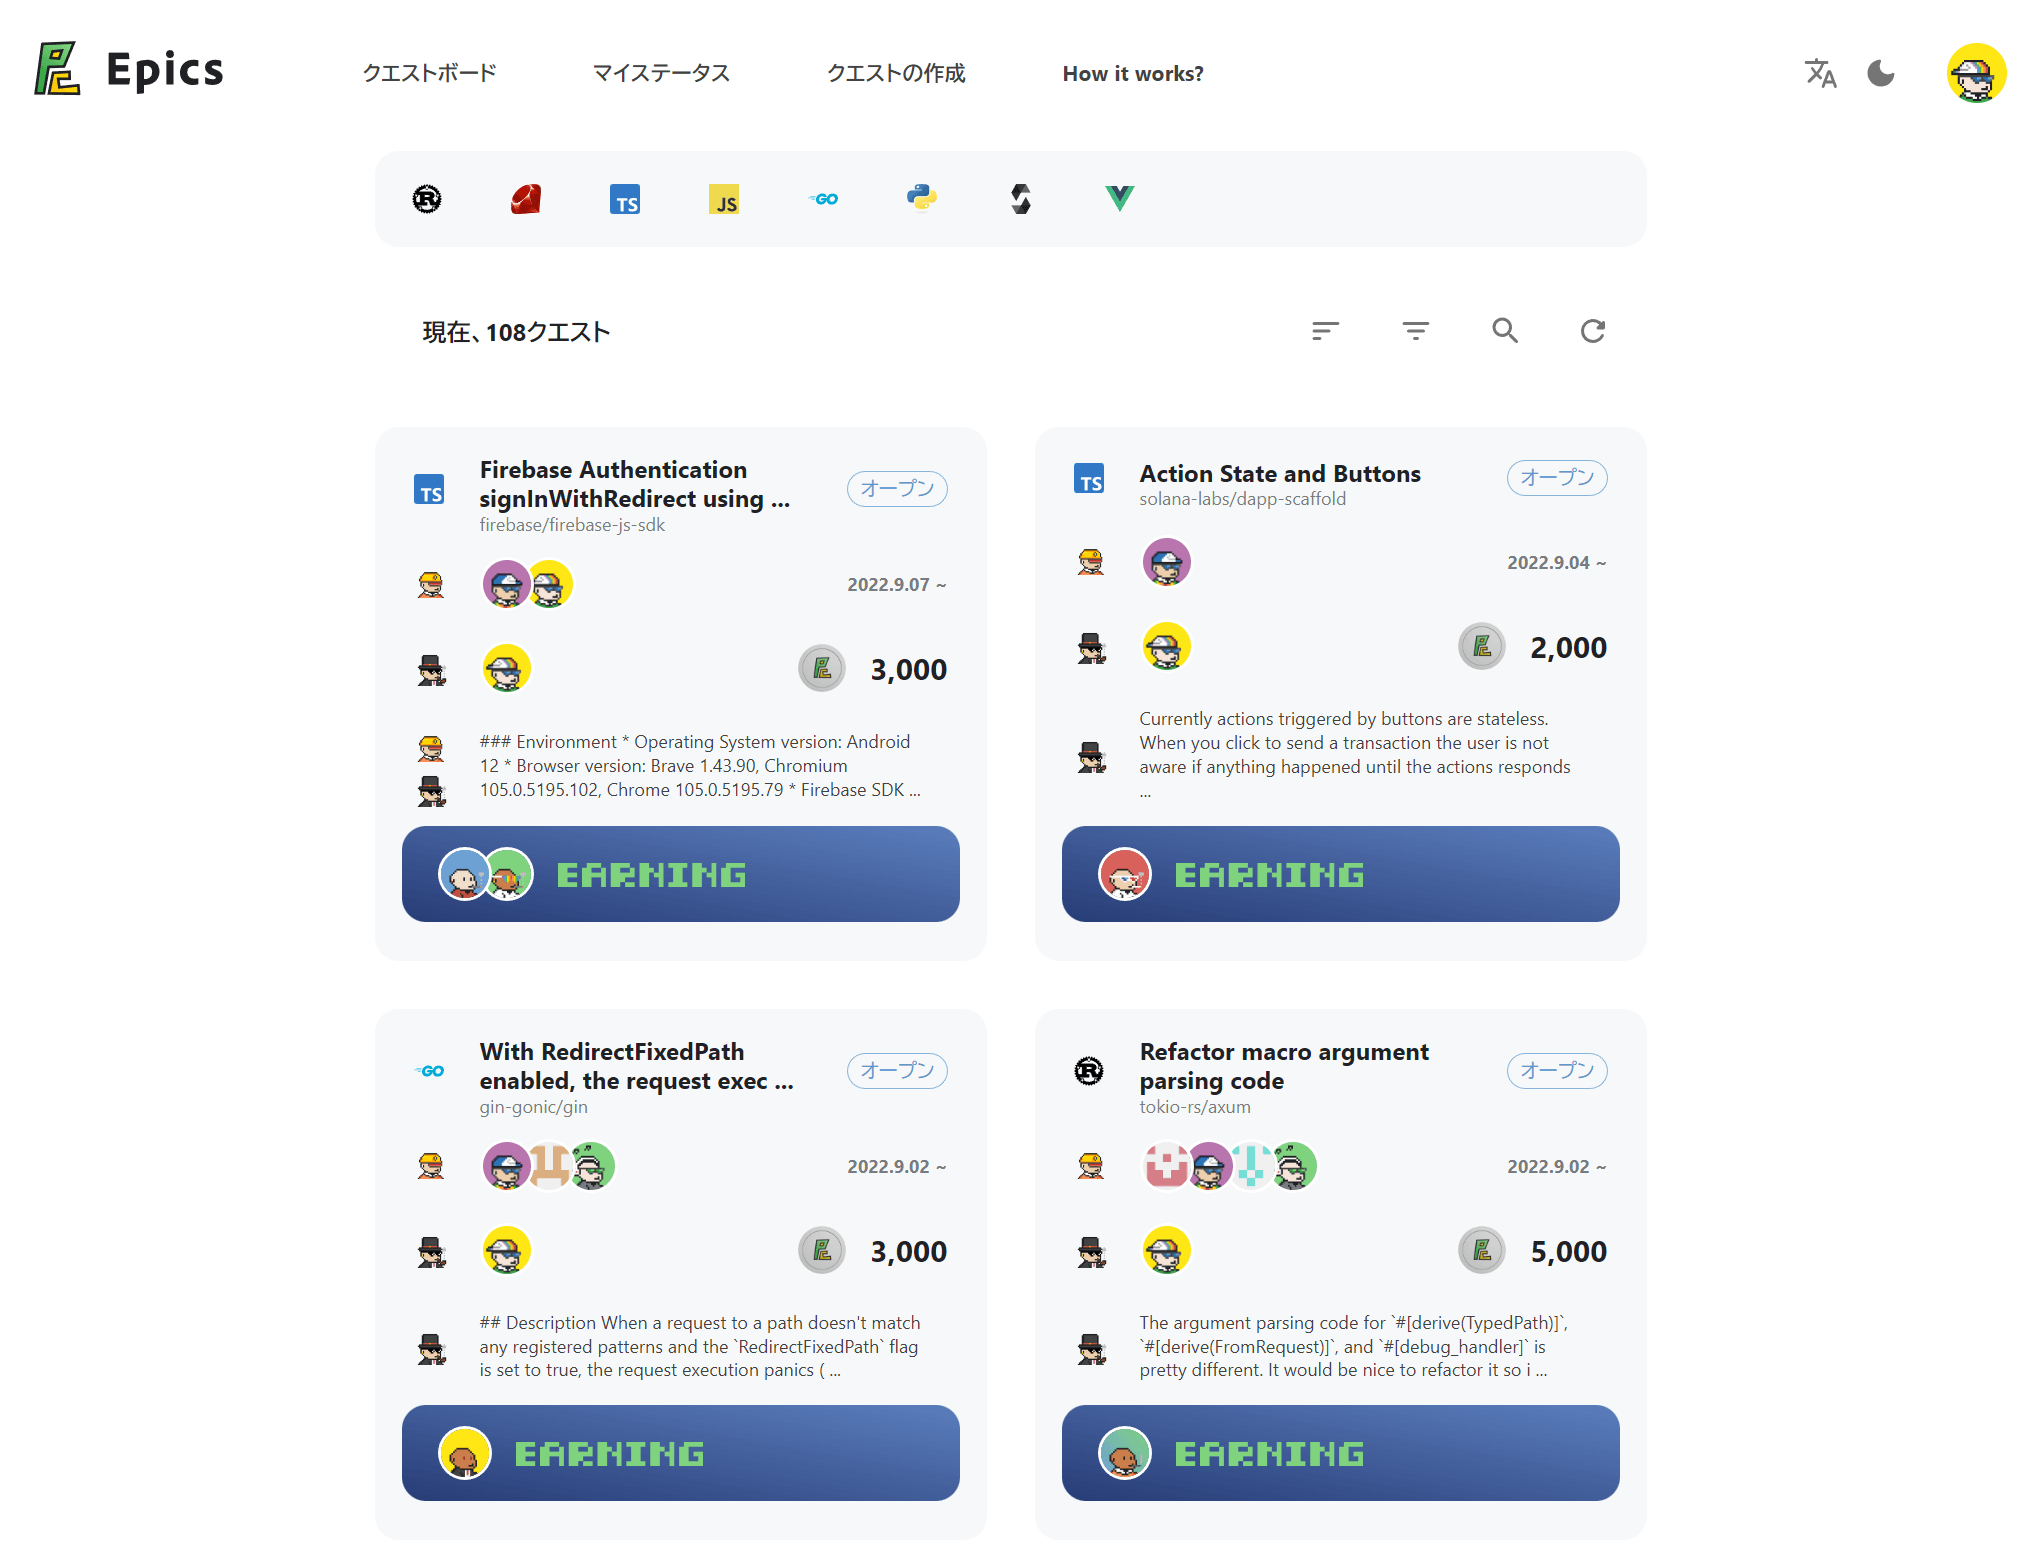 Epics
クエストボード
マイステータス
クエストの作成
How it works?
TS
JS
GO
現在、108クエスト
TS
Firebase Authentication
signInWithRedirect using ...
firebase/firebase-js-sdk
オープン
2022.9.07 ~
3,000
### Environment * Operating System version: Android
12 * Browser version: Brave 1.43.90, Chromium
105.0.5195.102, Chrome 105.0.5195.79 * Firebase SDK ...
EARNING
TS
Action State and Buttons
solana-labs/dapp-scaffold
オープン
2022.9.04 ~
2,000
Currently actions triggered by buttons are stateless.
When you click to send a transaction the user is not
aware if anything happened until the actions responds
...
EARNING
GO
With RedirectFixedPath
enabled, the request exec ...
gin-gonic/gin
オープン
2022.9.02 ~
3,000
## Description When a request to a path doesn't match
any registered patterns and the `RedirectFixedPath` flag
is set to true, the request execution panics ( ...
EARNING
Refactor macro argument
parsing code
tokio-rs/axum
オープン
2022.9.02 ~
5,000
The argument parsing code for `#[derive(TypedPath)]`,
`#[derive(FromRequest)]`, and `#[debug_handler]` is
pretty different. It would be nice to refactor it so i ...
EARNING